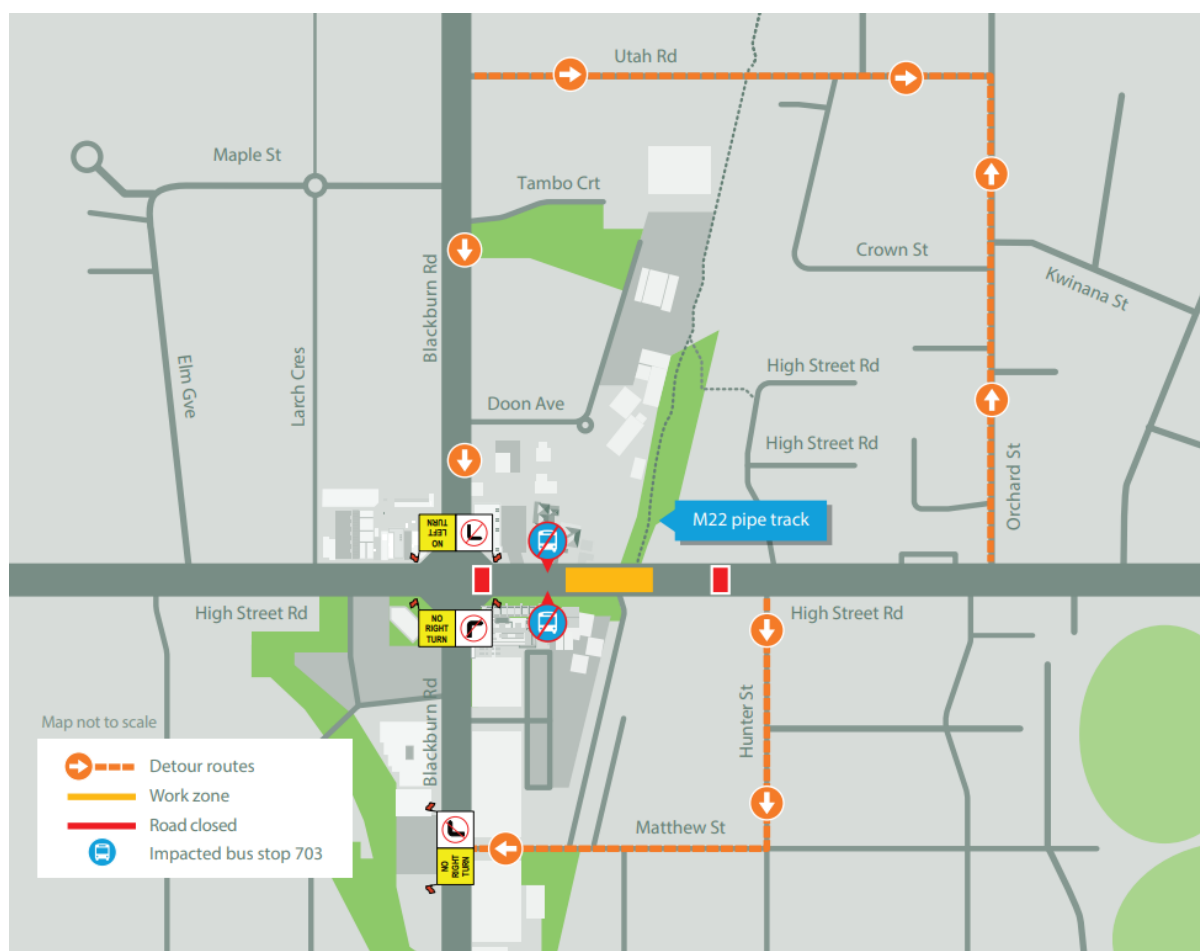 Utah Rd
Maple St
Tambo Crt
Blackburn Rd
Crown St
Kwinana St
Elm Gve
Larch Cres
High Street Rd
Doon Ave
High Street Rd
Orchard St
M22 pipe track
NO
LEFT
TURN
High Street Rd
NO
RIGHT
TURN
High Street Rd
Blackburn Rd
Hunter St
Map not to scale
Detour routes
Work zone
Road closed
Impacted bus stop 703
Matthew St
NO
RIGHT
TURN